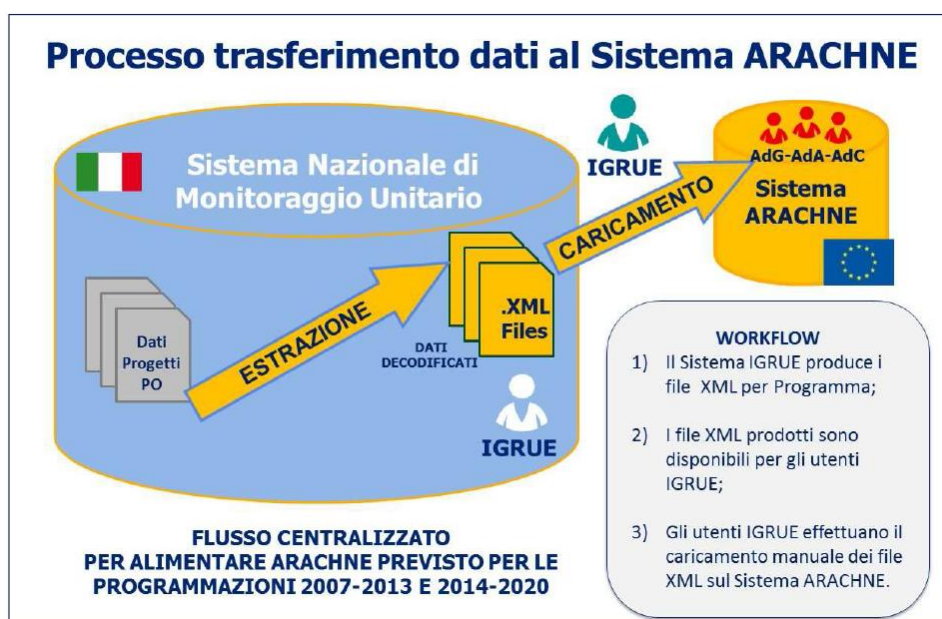 Processo trasferimento dati al Sistema ARACHNE
Sistema Nazionale di
Monitoraggio Unitario
IGRUE
AdG-AdA-AdC
Sistema
ARACHNE
CARICAMENTO
ESTRAZIONE
Dati
Progetti
PO
.XML
Files
DATI
DECODIFICATI
IGRUE
FLUSSO CENTRALIZZATO
PER ALIMENTARE ARACHNE PREVISTO PER LE
PROGRAMMAZIONI 2007-2013 E 2014-2020
WORKFLOW
1) Il Sistema IGRUE produce i
file XML per Programma;
2) I file XML prodotti sono
disponibili per gli utenti
IGRUE;
3) Gli utenti IGRUE effettuano il
caricamento manuale dei file
XML sul Sistema ARACHNE.